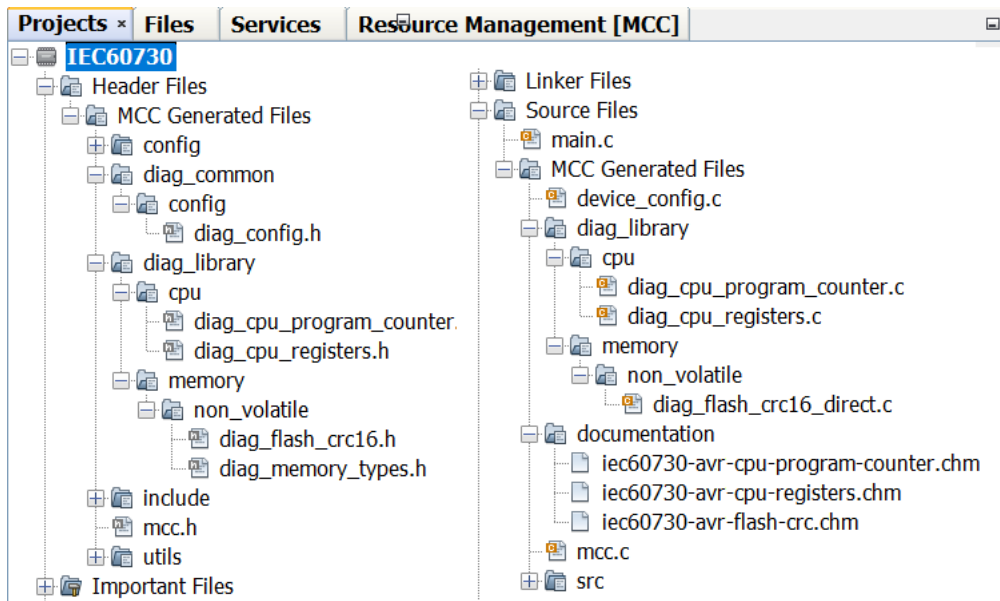 Projects × Files Services Resource Management [MCC]
IEC60730
Header Files
MCC Generated Files
config
diag_common
config
diag_config.h
diag_library
cpu
diag_cpu_program_counter.
diag_cpu_registers.h
memory
non_volatile
diag_flash_crc16.h
diag_memory_types.h
include
mcc.h
utils
Important Files
Linker Files
Source Files
main.c
MCC Generated Files
device_config.c
diag_library
cpu
diag_cpu_program_counter.c
diag_cpu_registers.c
memory
non_volatile
diag_flash_crc16_direct.c
documentation
iec60730-avr-cpu-program-counter.chm
iec60730-avr-cpu-registers.chm
iec60730-avr-flash-crc.chm
mcc.c
src